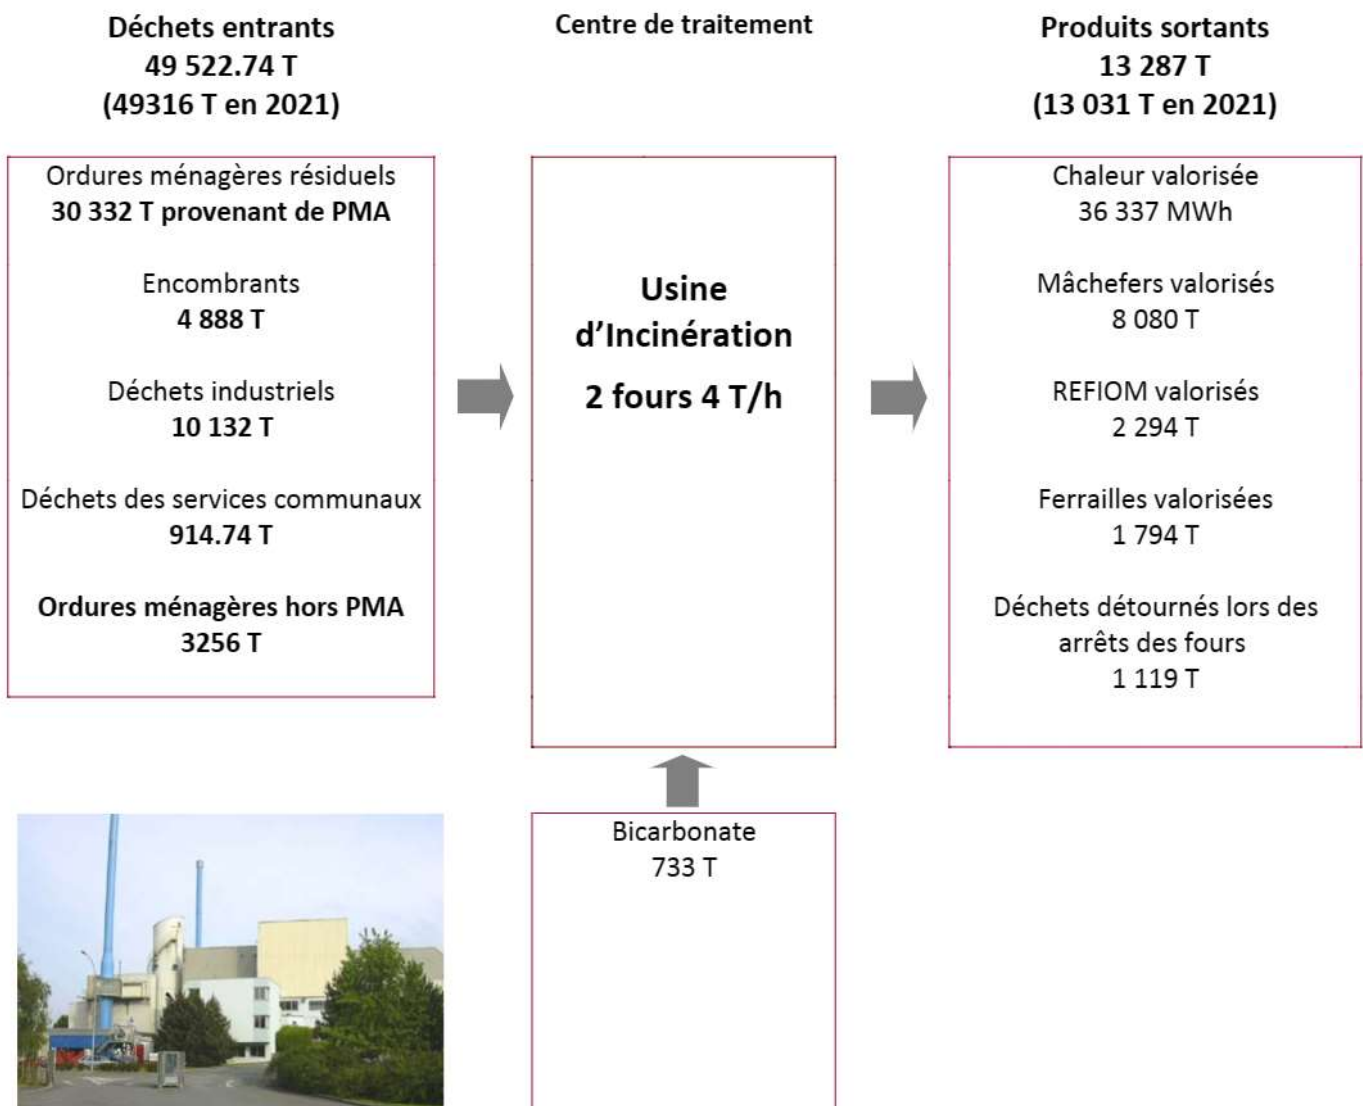 Déchets entrants
49 522.74 T
(49316 T en 2021)
Ordures ménagères résiduels
30 332 T provenant de PMA
Encombrants
4 888 T
Déchets industriels
10 132 T
Déchets des services communaux
914.74 T
Ordures ménagères hors PMA
3256 T
Centre de traitement
Usine
d’Incinération
2 fours 4 T/h
Bicarbonate
733 T
Produits sortants
13 287 T
(13 031 T en 2021)
Chaleur valorisée
36 337 MWh
Mâchefers valorisés
8 080 T
REFIOM valorisés
2 294 T
Ferrailles valorisées
1 794 T
Déchets détournés lors des
arrêts des fours
1 119 T